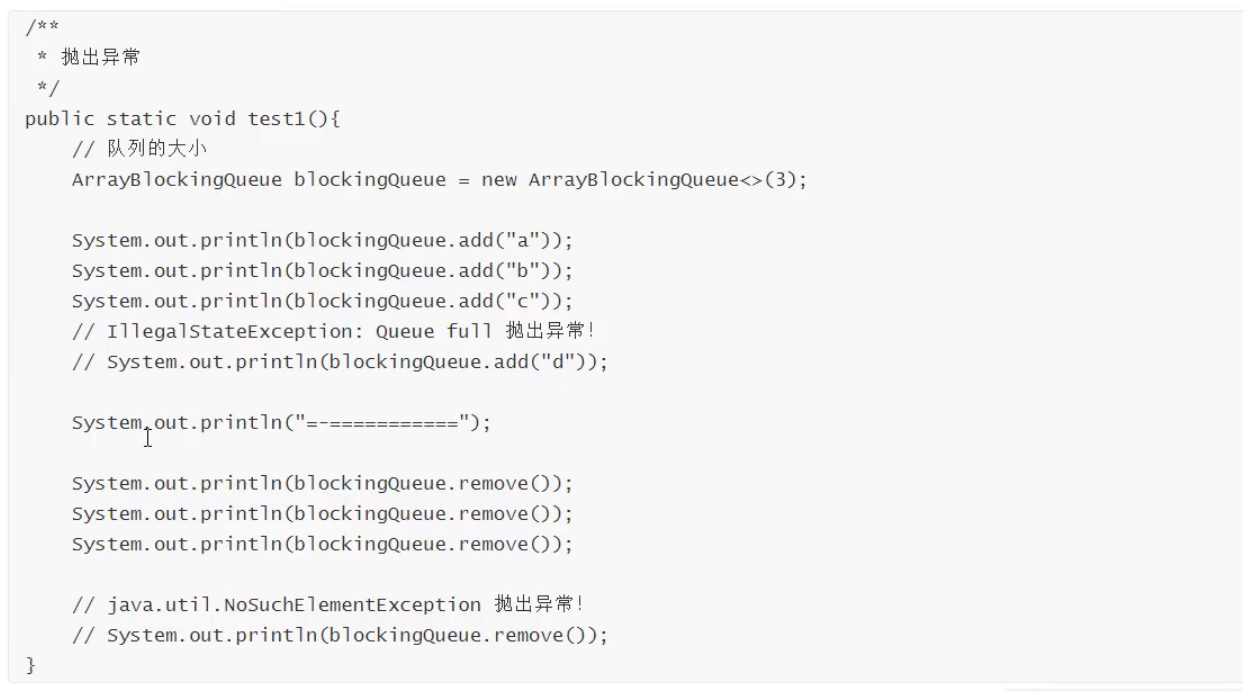 /**
 * 抛出异常
 */
public static void test1(){
    // 队列的大小
    ArrayBlockingQueue blockingQueue = new ArrayBlockingQueue<>(3);
    System.out.println(blockingQueue.add("a"));
    System.out.println(blockingQueue.add("b"));
    System.out.println(blockingQueue.add("c"));
    // IllegalStateException: Queue full 抛出异常!
    // System.out.println(blockingQueue.add("d"));
    System.out.println("=-===========");
    System.out.println(blockingQueue.remove());
    System.out.println(blockingQueue.remove());
    System.out.println(blockingQueue.remove());
    // java.util.NoSuchElementException 抛出异常!
    // System.out.println(blockingQueue.remove());
}